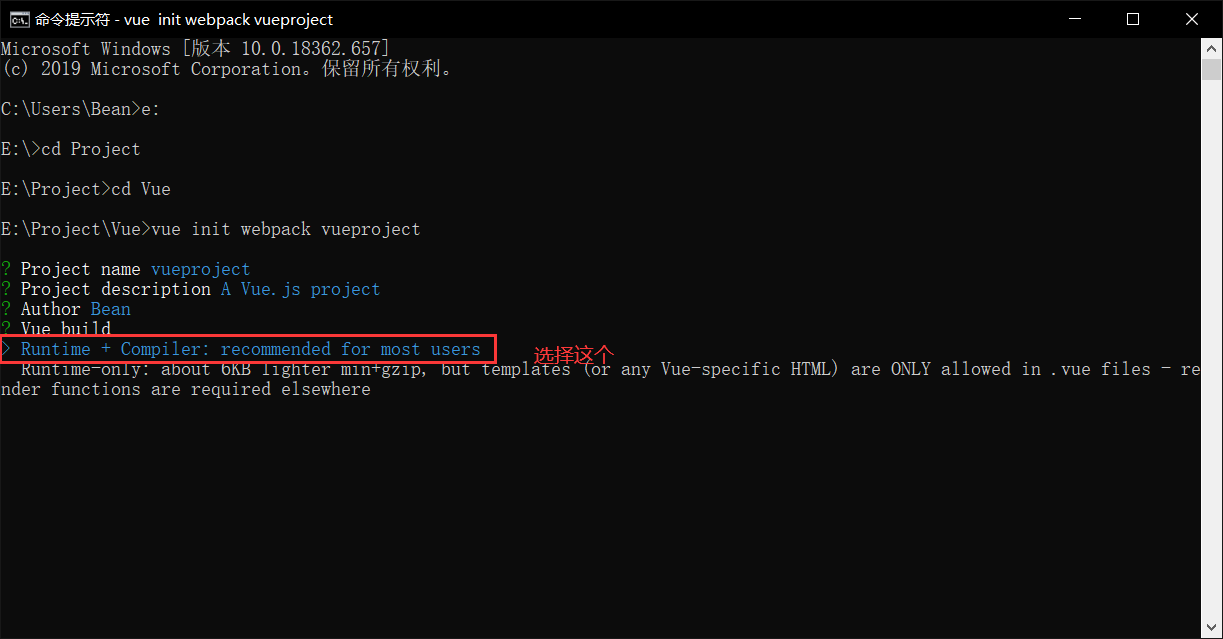 命令提示符 - vue  init webpack vueproject
Microsoft Windows [版本 10.0.18362.657]
(c) 2019 Microsoft Corporation。保留所有权利。
C:\Users\Bean>e:
E:\>cd Project
E:\Project>cd Vue
E:\Project\Vue>vue init webpack vueproject
? Project name vueproject
? Project description A Vue.js project
? Author Bean
? Vue build
> Runtime + Compiler: recommended for most users
选择这个
Runtime-only: about 6KB lighter min+gzip, but templates (or any Vue-specific HTML) are ONLY allowed in .vue files - re
nder functions are required elsewhere